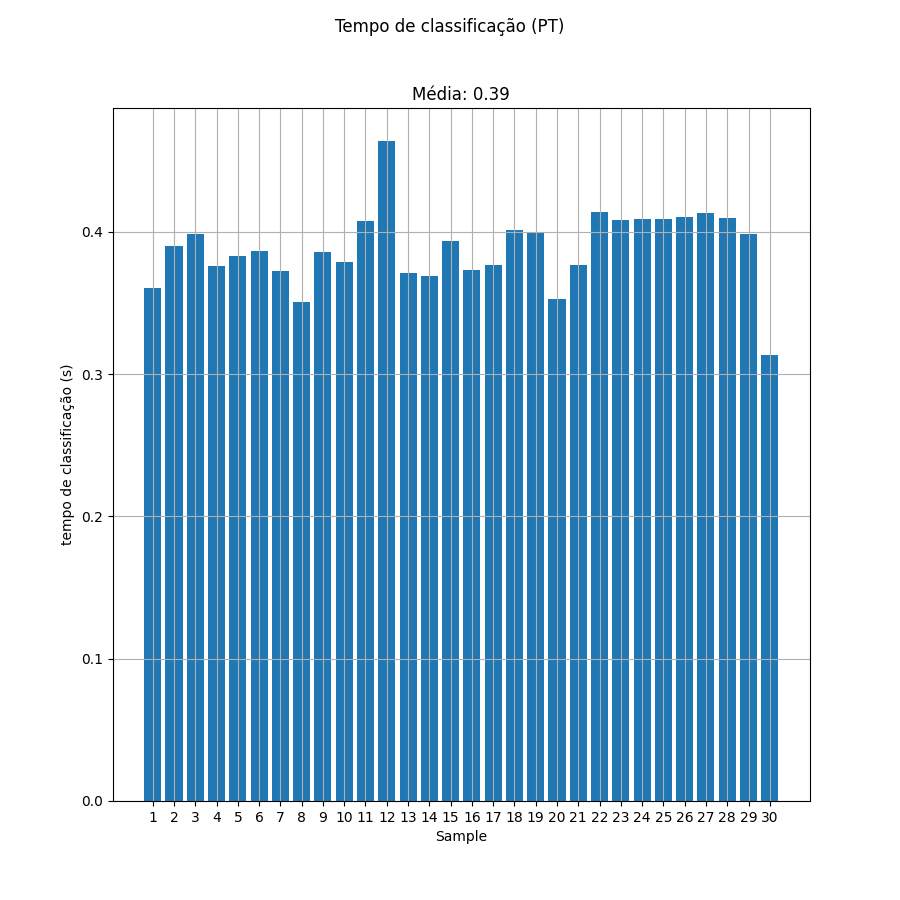 Tempo de classificação (PT)
Média: 0.39
tempo de classificação (s)
0.4
0.3
0.2
0.1
0.0
1 2 3 4 5 6 7 8 9 10 11 12 13 14 15 16 17 18 19 20 21 22 23 24 25 26 27 28 29 30
Sample